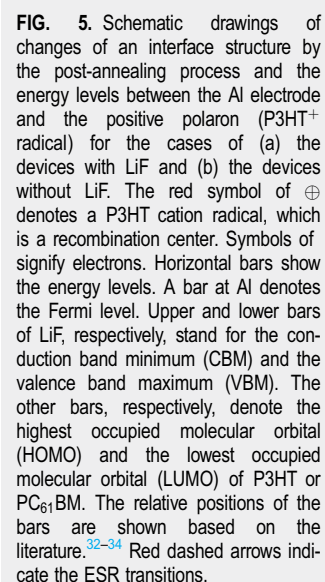 FIG. 5. Schematic drawings of
changes of an interface structure by
the post-annealing process and the
energy levels between the Al electrode
and the positive polaron (P3HT⁺
radical) for the cases of (a) the
devices with LiF and (b) the devices
without LiF. The red symbol of ⊕
denotes a P3HT cation radical, which
is a recombination center. Symbols of
signify electrons. Horizontal bars show
the energy levels. A bar at Al denotes
the Fermi level. Upper and lower bars
of LiF, respectively, stand for the con-
duction band minimum (CBM) and the
valence band maximum (VBM). The
other bars, respectively, denote the
highest occupied molecular orbital
(HOMO) and the lowest occupied
molecular orbital (LUMO) of P3HT or
PC₆₁BM. The relative positions of the
bars are shown based on the
literature.³²⁻³⁴ Red dashed arrows indi-
cate the ESR transitions.